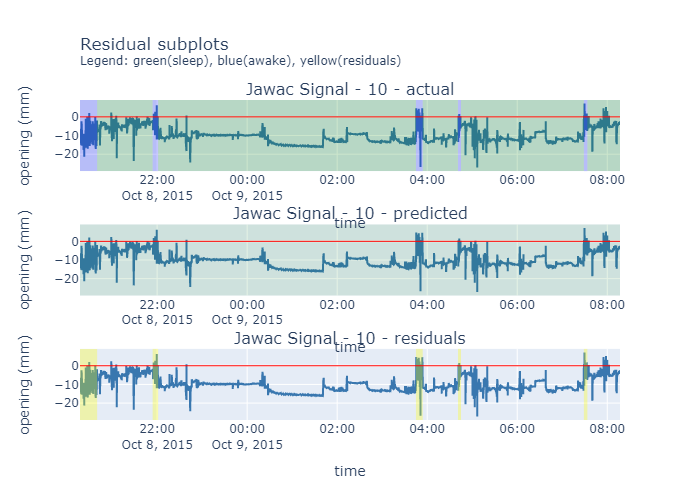 Residual subplots
Legend: green(sleep), blue(awake), yellow(residuals)
Jawac Signal - 10 - actual
opening (mm)
0
−10
−20
22:00 00:00 02:00 04:00 06:00 08:00
Oct 8, 2015 Oct 9, 2015
time
Jawac Signal - 10 - predicted
opening (mm)
0
−10
−20
22:00 00:00 02:00 04:00 06:00 08:00
Oct 8, 2015 Oct 9, 2015
time
Jawac Signal - 10 - residuals
opening (mm)
0
−10
−20
22:00 00:00 02:00 04:00 06:00 08:00
Oct 8, 2015 Oct 9, 2015
time